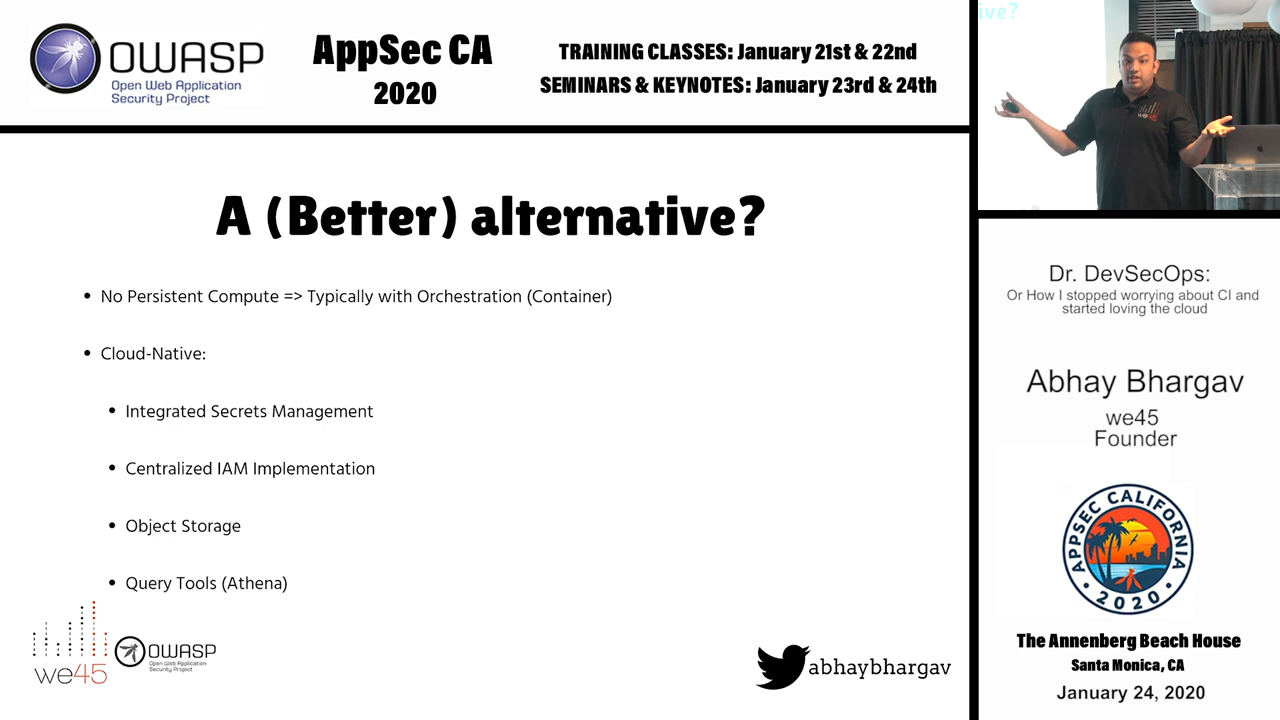 OWASP
Open Web Application
Security Project
AppSec CA
2020
TRAINING CLASSES: January 21st & 22nd
SEMINARS & KEYNOTES: January 23rd & 24th
ive?
we45
A (Better) alternative?
• No Persistent Compute => Typically with Orchestration (Container)
• Cloud-Native:
• Integrated Secrets Management
• Centralized IAM Implementation
• Object Storage
• Query Tools (Athena)
we45
OWASP
Open Web Application
Security Project
abhaybhargav
Dr. DevSecOps:
Or How I stopped worrying about CI and
started loving the cloud
Abhay Bhargav
we45
Founder
APPSEC CALIFORNIA
• 2020 •
The Annenberg Beach House
Santa Monica, CA
January 24, 2020